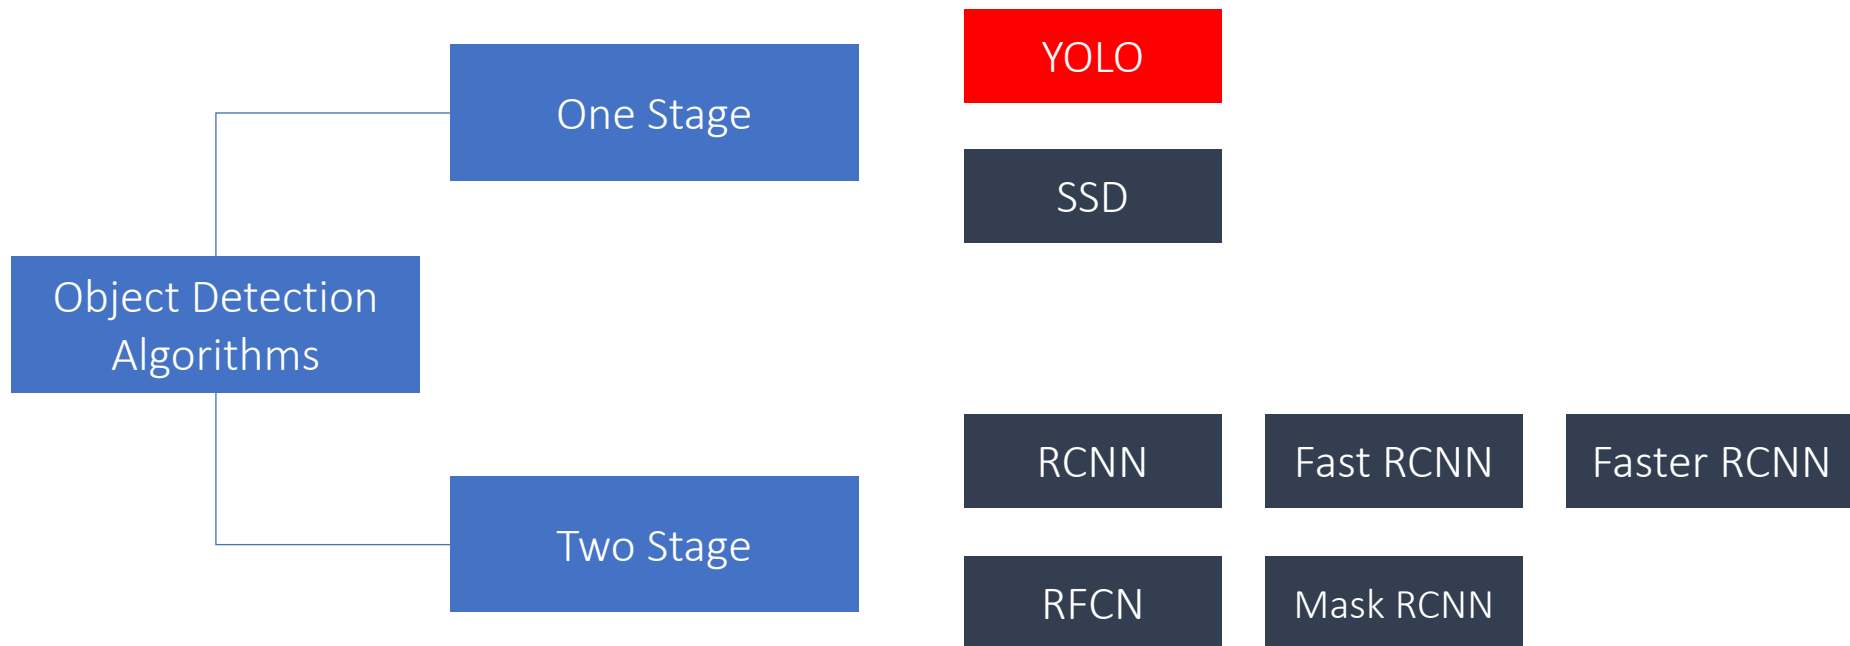 YOLO
One Stage
SSD
Object Detection
Algorithms
RCNN
Fast RCNN
Faster RCNN
Two Stage
RFCN
Mask RCNN